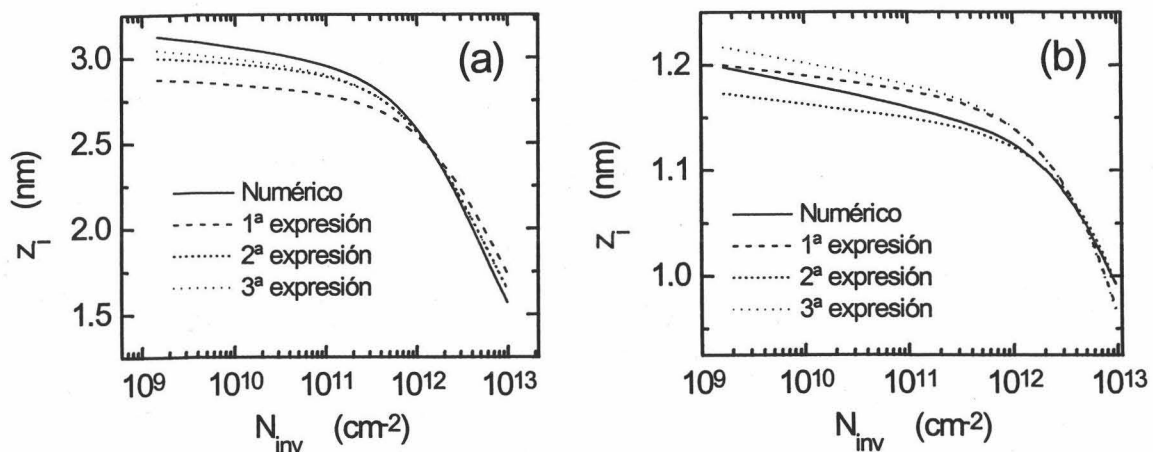 (a)
3.0
2.5
2.0
1.5
z_i (nm)
Numérico
1ª expresión
2ª expresión
3ª expresión
10⁹ 10¹⁰ 10¹¹ 10¹² 10¹³
N_inv (cm-2)
(b)
1.2
1.1
1.0
z_i (nm)
Numérico
1ª expresión
2ª expresión
3ª expresión
10⁹ 10¹⁰ 10¹¹ 10¹² 10¹³
N_inv (cm-2)